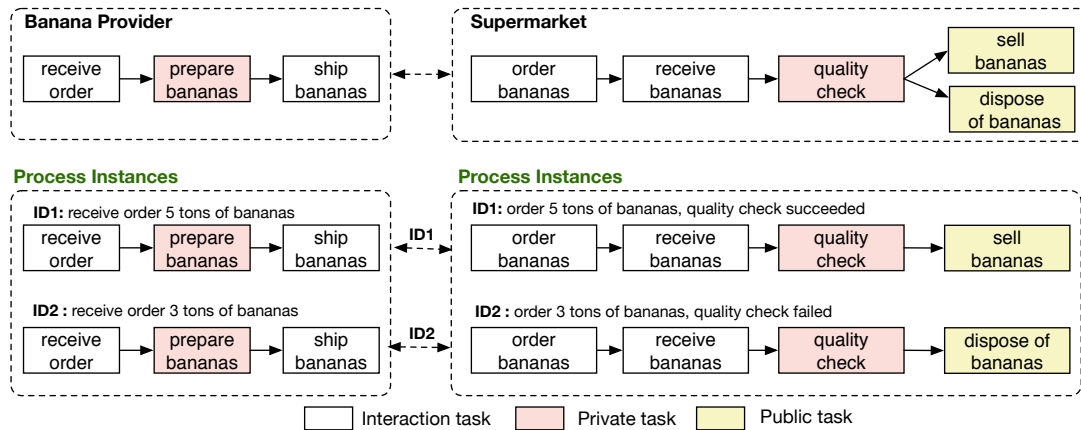 Banana Provider
Supermarket
receive
order
prepare
bananas
ship
bananas
order
bananas
receive
bananas
quality
check
sell
bananas
dispose
of bananas
Process Instances
Process Instances
ID1: receive order 5 tons of bananas
receive
order
prepare
bananas
ship
bananas
ID1
ID1: order 5 tons of bananas, quality check succeeded
order
bananas
receive
bananas
quality
check
sell
bananas
ID2 : receive order 3 tons of bananas
receive
order
prepare
bananas
ship
bananas
ID2
ID2 : order 3 tons of bananas, quality check failed
order
bananas
receive
bananas
quality
check
dispose of
bananas
Interaction task
Private task
Public task